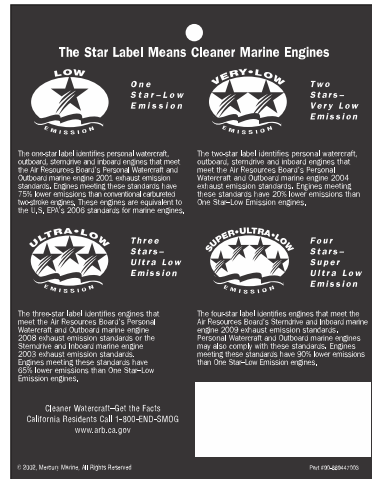 The Star Label Means Cleaner Marine Engines
LOW
EMISSION
One
Star–Low
Emission
VERY•LOW
EMISSION
Two
Stars–
Very Low
Emission
The one-star label identifies personal watercraft,
outboard, sterndrive and inboard engines that meet
the Air Resources Board's Personal Watercraft and
Outboard marine engine 2001 exhaust emission
standards. Engines meeting these standards have
75% lower emissions than conventional carbureted
two-stroke engines. These engines are equivalent to
the U.S. EPA's 2006 standards for marine engines.
The two-star label identifies personal watercraft,
outboard, sterndrive and inboard engines that
meet the Air Resources Board's Personal
Watercraft and Outboard marine engine 2004
exhaust emission standards. Engines meeting
these standards have 20% lower emissions than
One Star–Low Emission engines.
ULTRA•LOW
EMISSION
Three
Stars–
Ultra Low
Emission
SUPER•ULTRA•LOW
EMISSION
Four
Stars–
Super
Ultra Low
Emission
The three-star label identifies engines that
meet the Air Resources Board's Personal
Watercraft and Outboard marine engine
2008 exhaust emission standards or the
Sterndrive and Inboard marine engine
2003 exhaust emission standards.
Engines meeting these standards have
65% lower emissions than One Star–Low
Emission engines.
The four-star label identifies engines that meet the
Air Resources Board's Sterndrive and Inboard marine
engine 2009 exhaust emission standards.
Personal Watercraft and Outboard marine engines
may also comply with these standards. Engines
meeting these standards have 90% lower emissions
than One Star–Low Emission engines.
Cleaner Watercraft–Get the Facts
California Residents Call 1-800-END-SMOG
www.arb.ca.gov
© 2002, Mercury Marine, All Rights Reserved